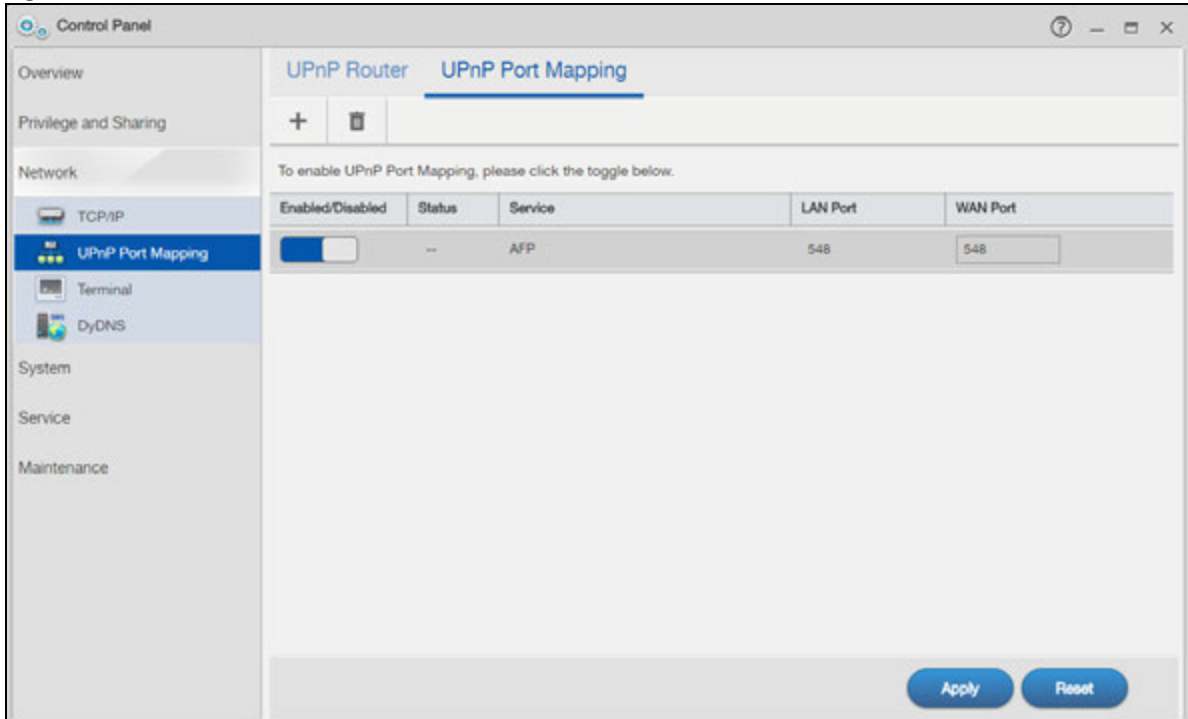 Control Panel
Overview
Privilege and Sharing
Network
TCP/IP
UPnP Port Mapping
Terminal
DyDNS
System
Service
Maintenance
UPnP Router UPnP Port Mapping
To enable UPnP Port Mapping, please click the toggle below.
Enabled/Disabled Status Service LAN Port WAN Port
-- AFP 548 548
Apply Reset